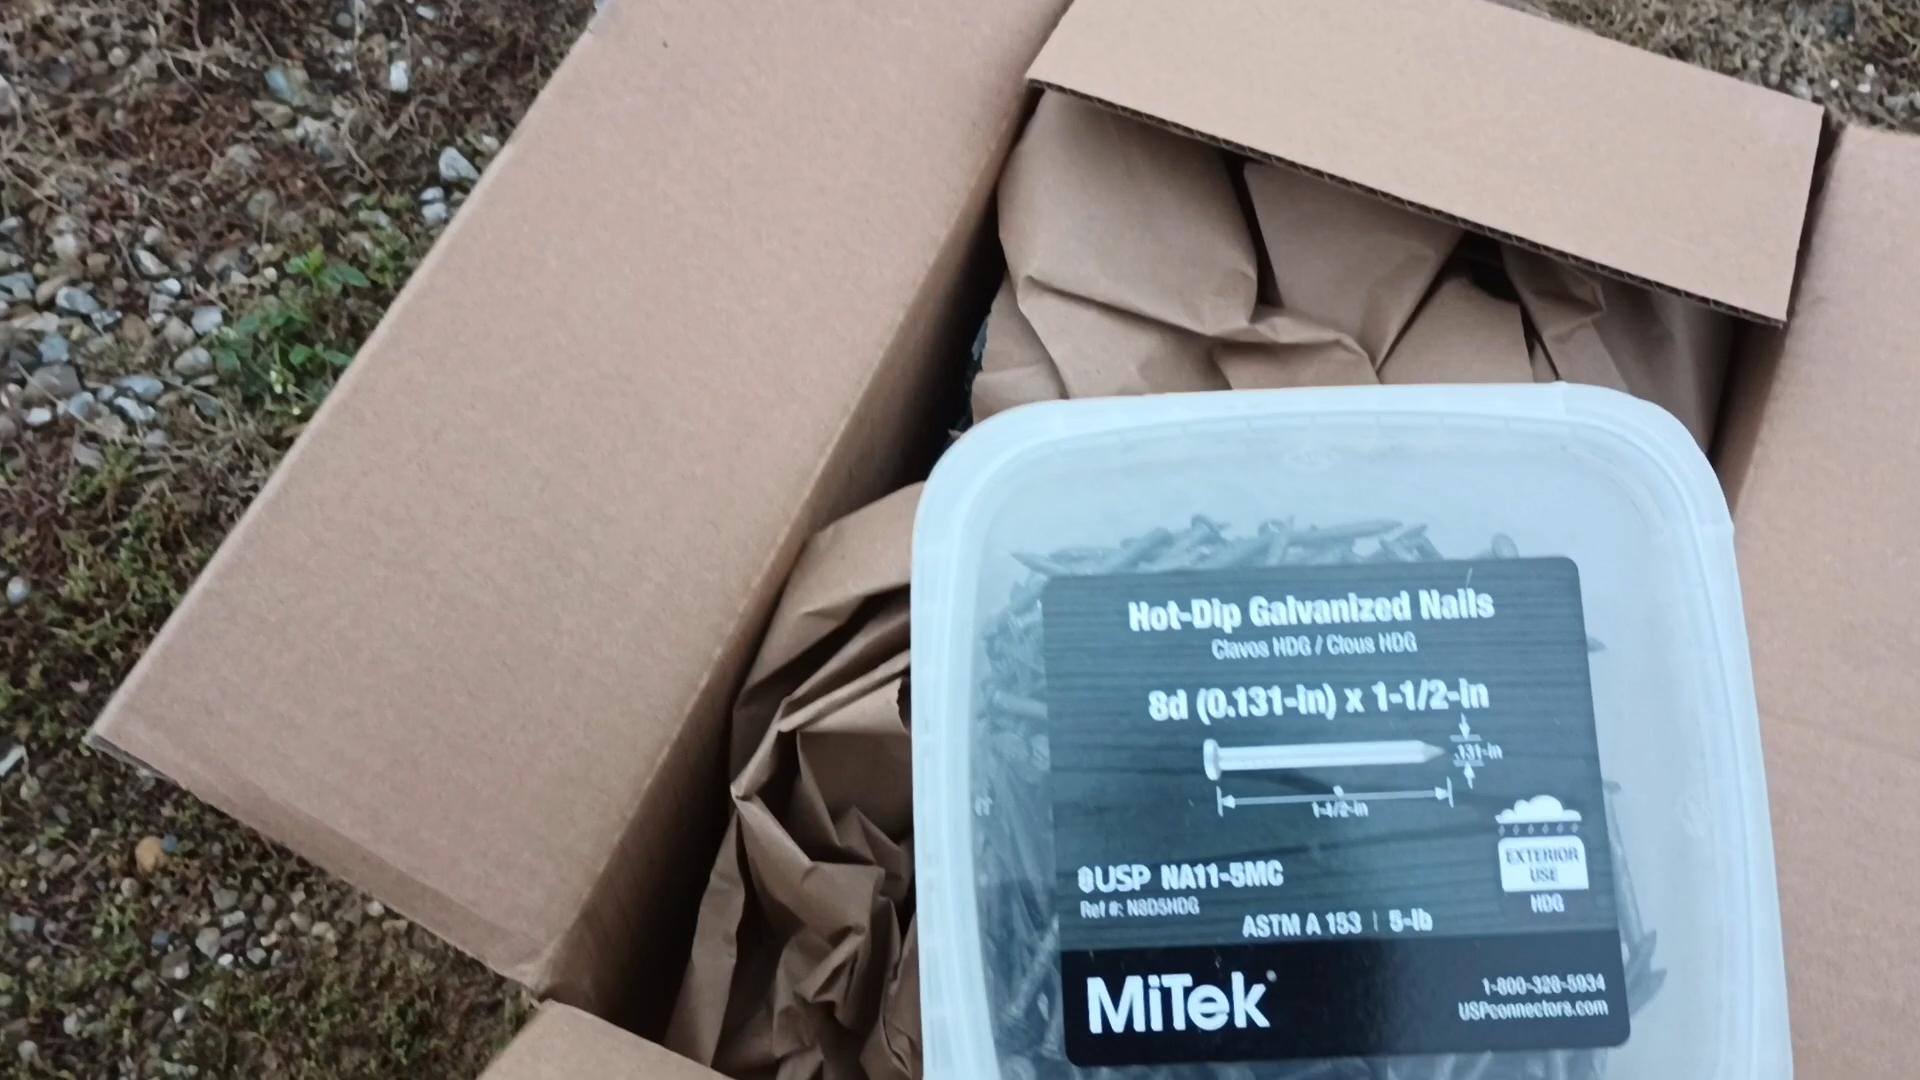 Hot-Dip Galvanized Nails
Clavos HDG / Clous HDG
8d (0.131-in) x 1-1/2-in
.131-in
1-1/2-in
EXTERIOR
USE
HDG
USP NA11-5MC
Ref #: N8D5HDG
ASTM A 153 | 5-lb
MiTek®
1-800-328-5934
USPconnectors.com